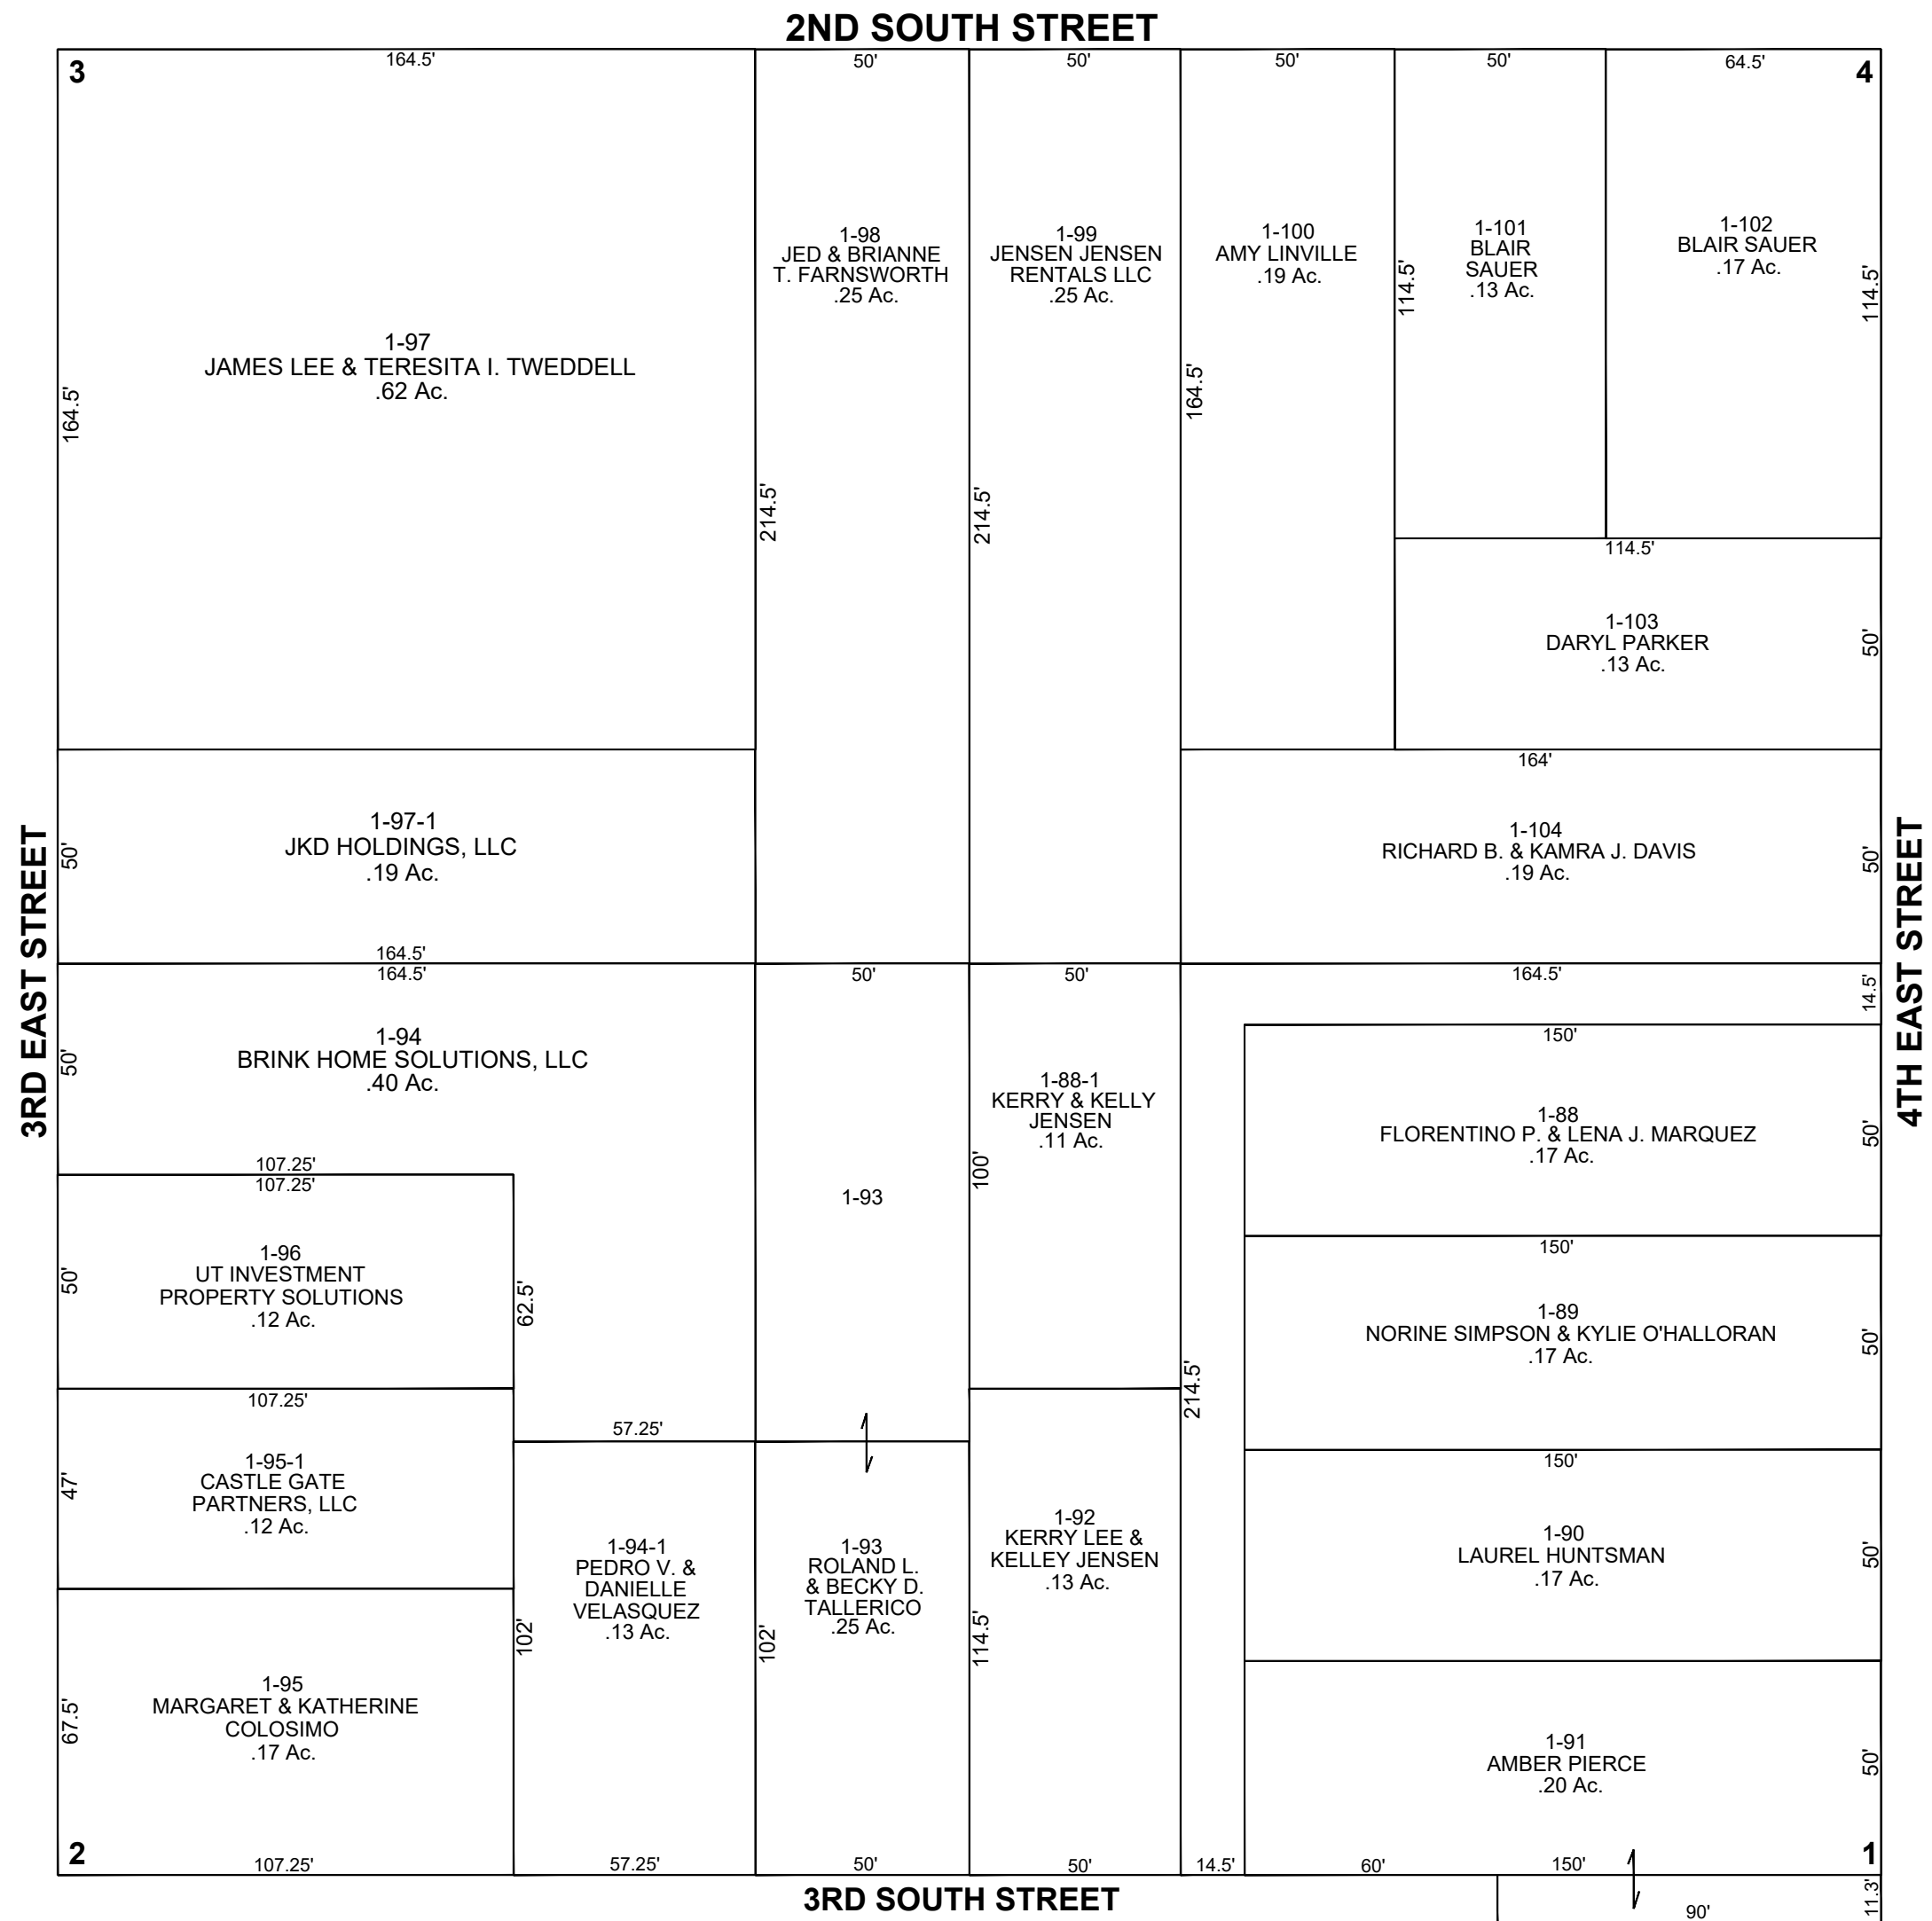 2ND SOUTH STREET
3
164.5'
50'
50'
50'
50'
64.5'
4
1-97
JAMES LEE & TERESITA I. TWEDDELL
.62 Ac.
164.5'
1-98
JED & BRIANNE
T. FARNSWORTH
.25 Ac.
214.5'
1-99
JENSEN JENSEN
RENTALS LLC
.25 Ac.
214.5'
1-100
AMY LINVILLE
.19 Ac.
164.5'
1-101
BLAIR
SAUER
.13 Ac.
114.5'
1-102
BLAIR SAUER
.17 Ac.
114.5'
114.5'
1-103
DARYL PARKER
.13 Ac.
50'
3RD EAST STREET
1-97-1
JKD HOLDINGS, LLC
.19 Ac.
50'
164.5'
164'
1-104
RICHARD B. & KAMRA J. DAVIS
.19 Ac.
50'
4TH EAST STREET
164.5'
1-94
BRINK HOME SOLUTIONS, LLC
.40 Ac.
50'
107.25'
50'
1-93
50'
1-88-1
KERRY & KELLY
JENSEN
.11 Ac.
100'
164.5'
14.5'
150'
1-88
FLORENTINO P. & LENA J. MARQUEZ
.17 Ac.
50'
107.25'
1-96
UT INVESTMENT
PROPERTY SOLUTIONS
.12 Ac.
50'
62.5'
150'
1-89
NORINE SIMPSON & KYLIE O'HALLORAN
.17 Ac.
50'
214.5'
107.25'
1-95-1
CASTLE GATE
PARTNERS, LLC
.12 Ac.
47'
57.25'
1-94-1
PEDRO V. &
DANIELLE
VELASQUEZ
.13 Ac.
102'
1-93
ROLAND L.
& BECKY D.
TALLERICO
.25 Ac.
102'
1-92
KERRY LEE &
KELLEY JENSEN
.13 Ac.
114.5'
150'
1-90
LAUREL HUNTSMAN
.17 Ac.
50'
1-95
MARGARET & KATHERINE
COLOSIMO
.17 Ac.
67.5'
1-91
AMBER PIERCE
.20 Ac.
50'
2
107.25'
57.25'
50'
50'
14.5'
60'
150'
1
3RD SOUTH STREET
90'
11.3'